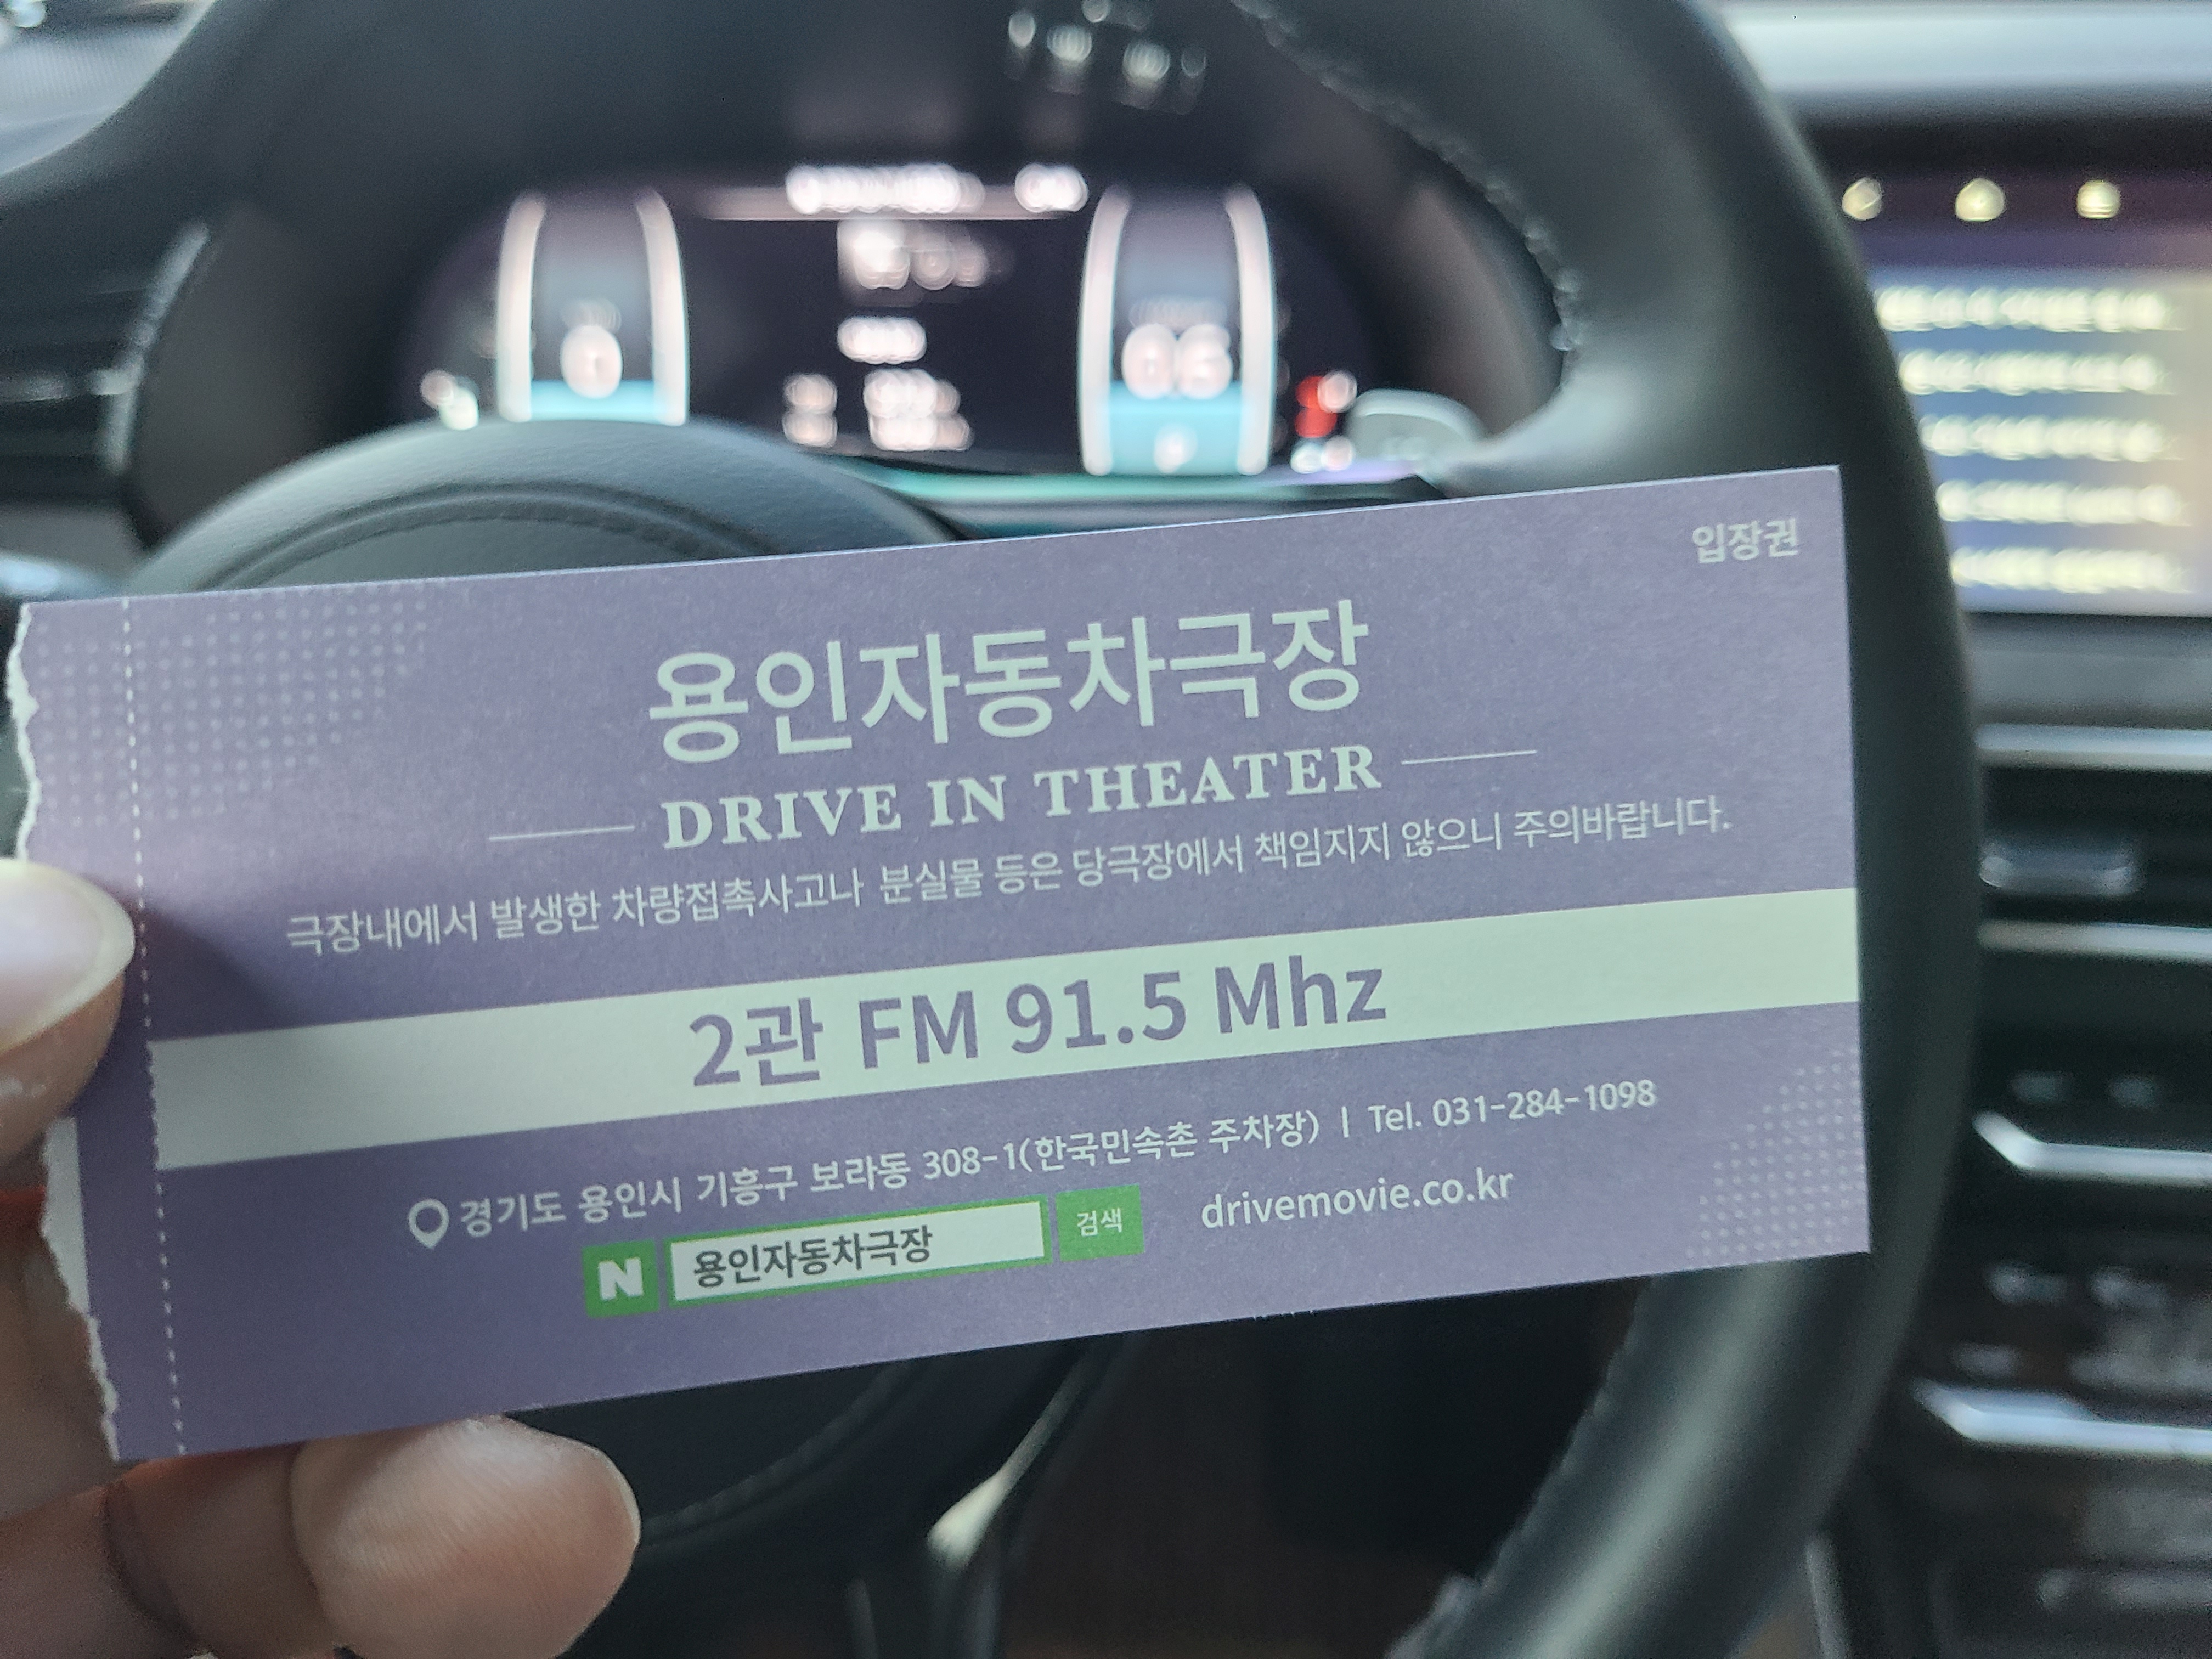 입장권
용인자동차극장
DRIVE IN THEATER
극장내에서 발생한 차량접촉사고나 분실물 등은 당극장에서 책임지지 않으니 주의바랍니다.
2관 FM 91.5 Mhz
경기도 용인시 기흥구 보라동 308-1(한국민속촌 주차장) | Tel. 031-284-1098
N 용인자동차극장 검색 drivemovie.co.kr